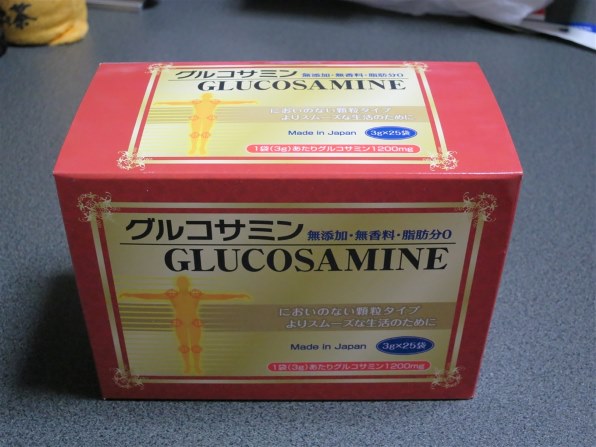 茶
グルコサミン 無添加・無香料・脂肪分0
GLUCOSAMINE
においのない顆粒タイプ
よりスムーズな生活のために
Made in Japan 3g×25袋
1袋(3g)あたりグルコサミン1200mg
グルコサミン 無添加・無香料・脂肪分0
GLUCOSAMINE
においのない顆粒タイプ
よりスムーズな生活のために
Made in Japan 3g×25袋
1袋(3g)あたりグルコサミン1200mg